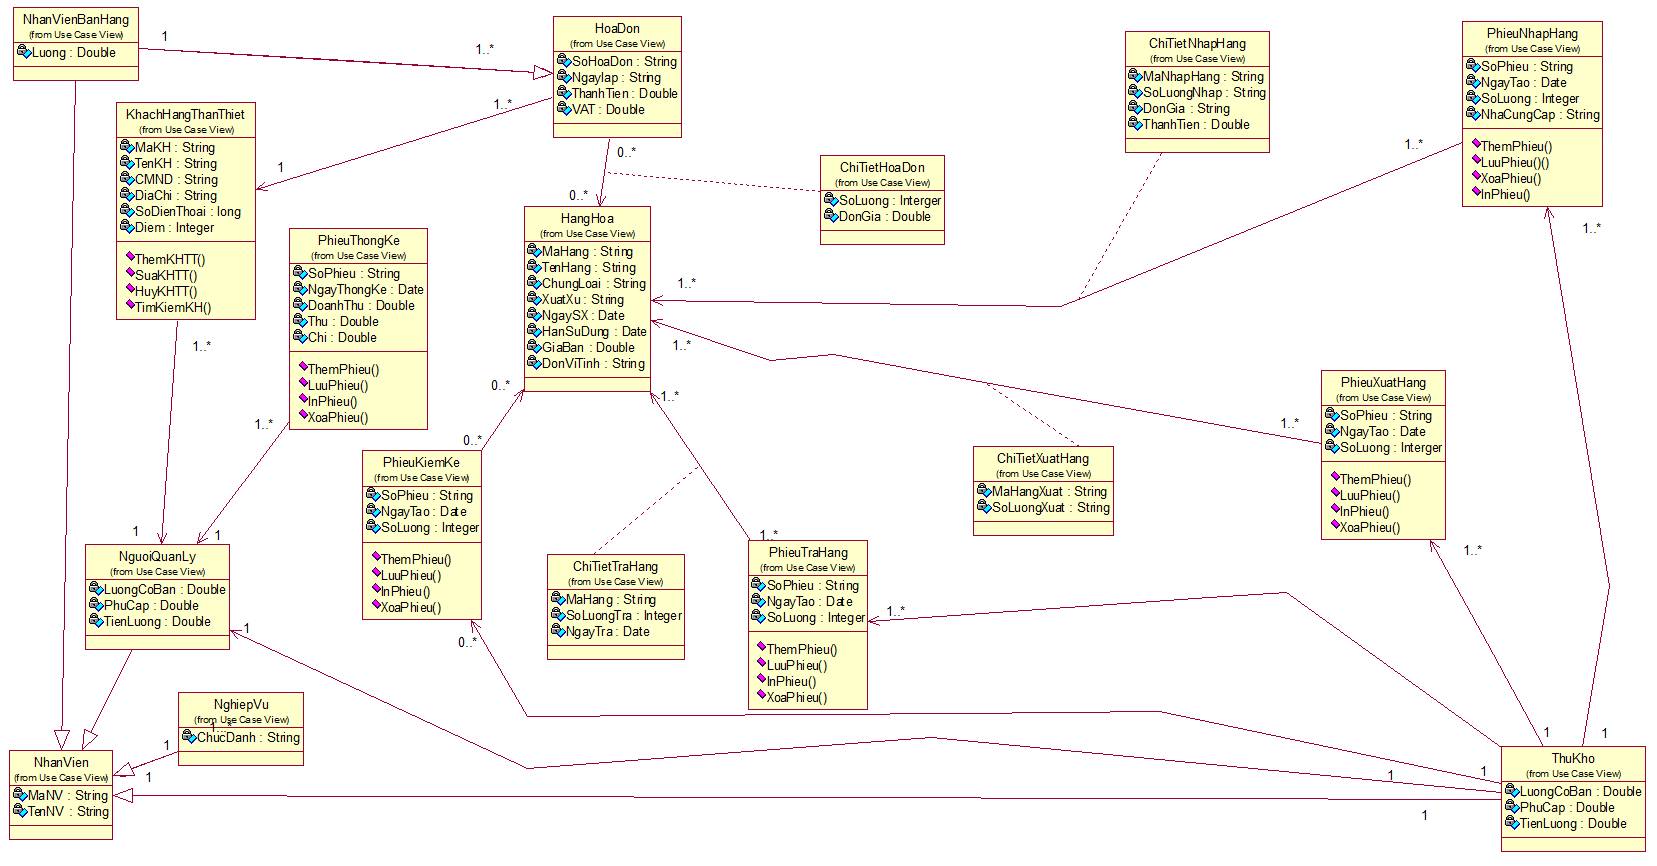 NhanVienBanHang
(from Use Case View)
Luong : Double
1
1..*
HoaDon
(from Use Case View)
SoHoaDon : String
Ngaylap : String
ThanhTien : Double
VAT : Double
1..*
1
0..*
0..*
KhachHangThanThiet
(from Use Case View)
MaKH : String
TenKH : String
CMND : String
DiaChi : String
SoDienThoai : long
Diem : Integer
ThemKHTT()
SuaKHTT()
HuyKHTT()
TimKiemKH()
1..*
1
PhieuThongKe
(from Use Case View)
SoPhieu : String
NgayThongKe : Date
DoanhThu : Double
Thu : Double
Chi : Double
ThemPhieu()
LuuPhieu()
InPhieu()
XoaPhieu()
1..*
1
ChiTietHoaDon
(from Use Case View)
SoLuong : Interger
DonGia : Double
ChiTietNhapHang
(from Use Case View)
MaNhapHang : String
SoLuongNhap : String
DonGia : String
ThanhTien : Double
PhieuNhapHang
(from Use Case View)
SoPhieu : String
NgayTao : Date
SoLuong : Integer
NhaCungCap : String
ThemPhieu()
LuuPhieu()()
XoaPhieu()
InPhieu()
1..*
1..*
1..*
HangHoa
(from Use Case View)
MaHang : String
TenHang : String
ChungLoai : String
XuatXu : String
NgaySX : Date
HanSuDung : Date
GiaBan : Double
DonViTinh : String
1..*
0..*
1..*
0..*
1..*
PhieuXuatHang
(from Use Case View)
SoPhieu : String
NgayTao : Date
SoLuong : Interger
ThemPhieu()
LuuPhieu()
InPhieu()
XoaPhieu()
1..*
PhieuKiemKe
(from Use Case View)
SoPhieu : String
NgayTao : Date
SoLuong : Integer
ThemPhieu()
LuuPhieu()
InPhieu()
XoaPhieu()
0..*
ChiTietXuatHang
(from Use Case View)
MaHangXuat : String
SoLuongXuat : String
ChiTietTraHang
(from Use Case View)
MaHang : String
SoLuongTra : Integer
NgayTra : Date
1..*
PhieuTraHang
(from Use Case View)
SoPhieu : String
NgayTao : Date
SoLuong : Integer
ThemPhieu()
LuuPhieu()
InPhieu()
XoaPhieu()
1..*
NguoiQuanLy
(from Use Case View)
LuongCoBan : Double
PhuCap : Double
TienLuong : Double
1
NghiepVu
(from Use Case View)
1..*
ChucDanh : String
1
1
NhanVien
(from Use Case View)
MaNV : String
TenNV : String
1
1
1
1
1
ThuKho
(from Use Case View)
LuongCoBan : Double
PhuCap : Double
TienLuong : Double